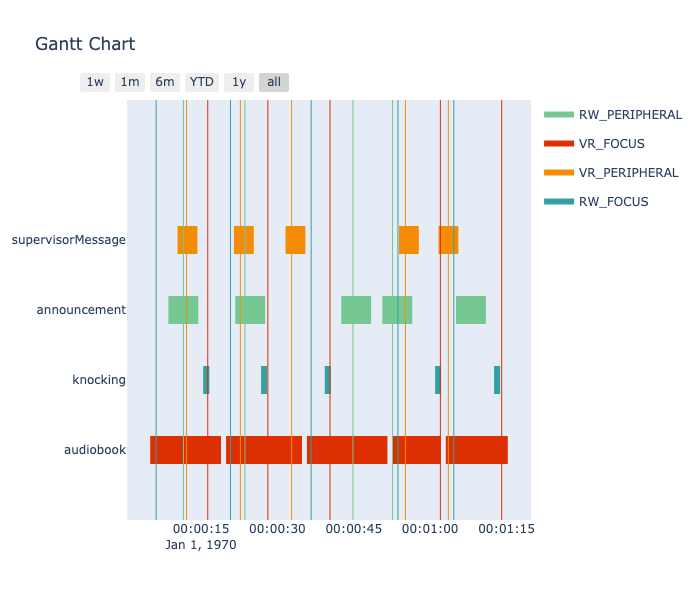 Gantt Chart
1w 1m 6m YTD 1y all
RW_PERIPHERAL
VR_FOCUS
VR_PERIPHERAL
RW_FOCUS
supervisorMessage
announcement
knocking
audiobook
00:00:15 00:00:30 00:00:45 00:01:00 00:01:15
Jan 1, 1970